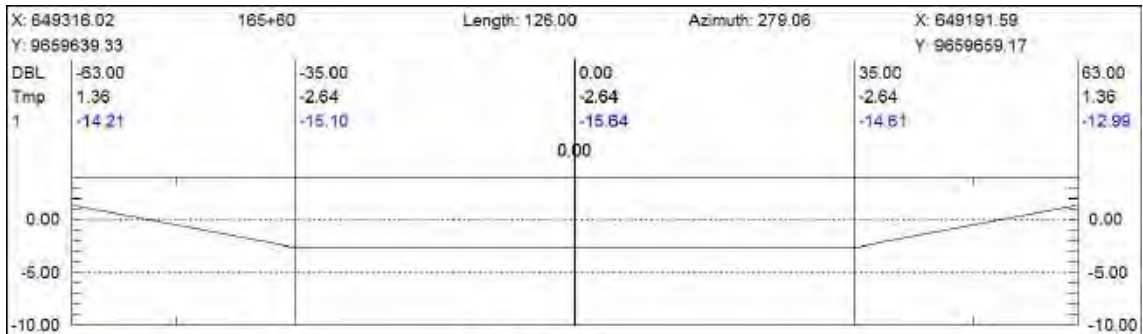 X: 649316.02 165+60 Length: 126.00 Azimuth: 279.06 X: 649191.59
Y: 9659639.33 Y: 9659659.17
DBL -63.00 -35.00 0.00 35.00 63.00
Tmp 1.36 -2.64 -2.64 -2.64 1.36
1 -14.21 -15.10 -15.64 -14.61 -12.99
0.00
0.00 0.00
-5.00 -5.00
-10.00 -10.00